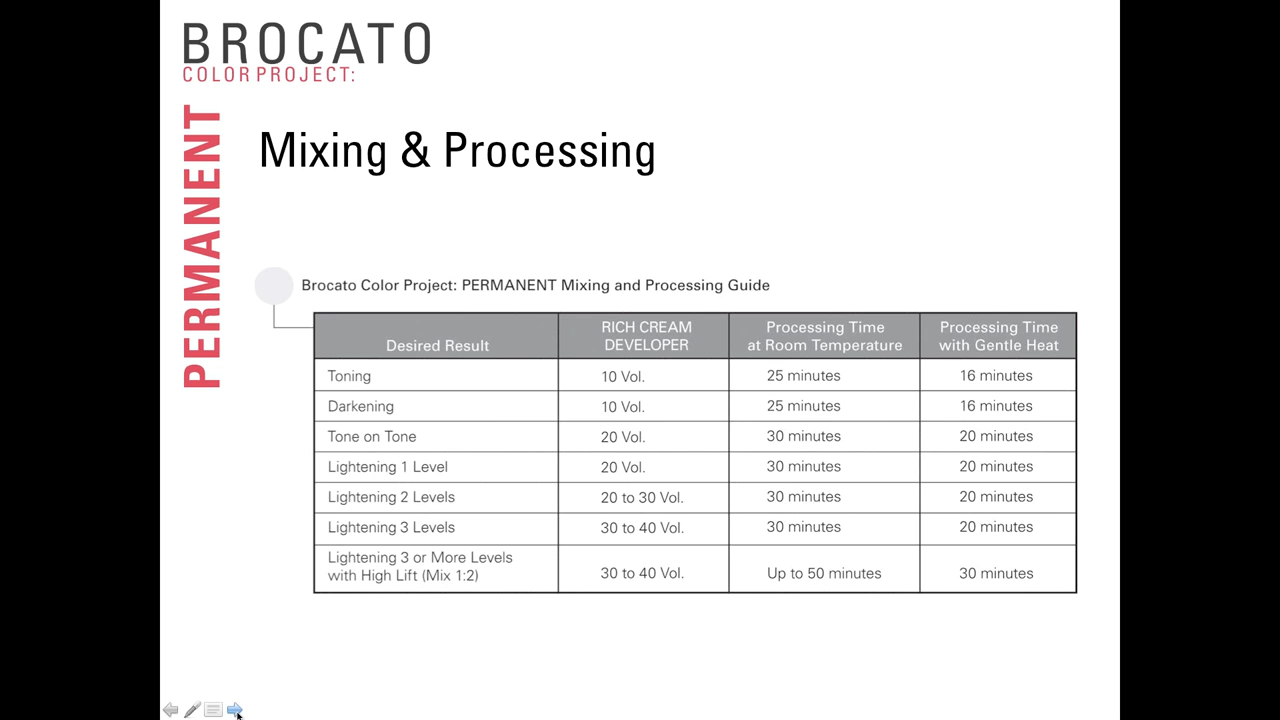 BROCATO
COLOR PROJECT:
PERMANENT
Mixing & Processing
Brocato Color Project: PERMANENT Mixing and Processing Guide
Desired Result
RICH CREAM
DEVELOPER
Processing Time
at Room Temperature
Processing Time
with Gentle Heat
Toning 10 Vol. 25 minutes 16 minutes
Darkening 10 Vol. 25 minutes 16 minutes
Tone on Tone 20 Vol. 30 minutes 20 minutes
Lightening 1 Level 20 Vol. 30 minutes 20 minutes
Lightening 2 Levels 20 to 30 Vol. 30 minutes 20 minutes
Lightening 3 Levels 30 to 40 Vol. 30 minutes 20 minutes
Lightening 3 or More Levels
with High Lift (Mix 1:2) 30 to 40 Vol. Up to 50 minutes 30 minutes